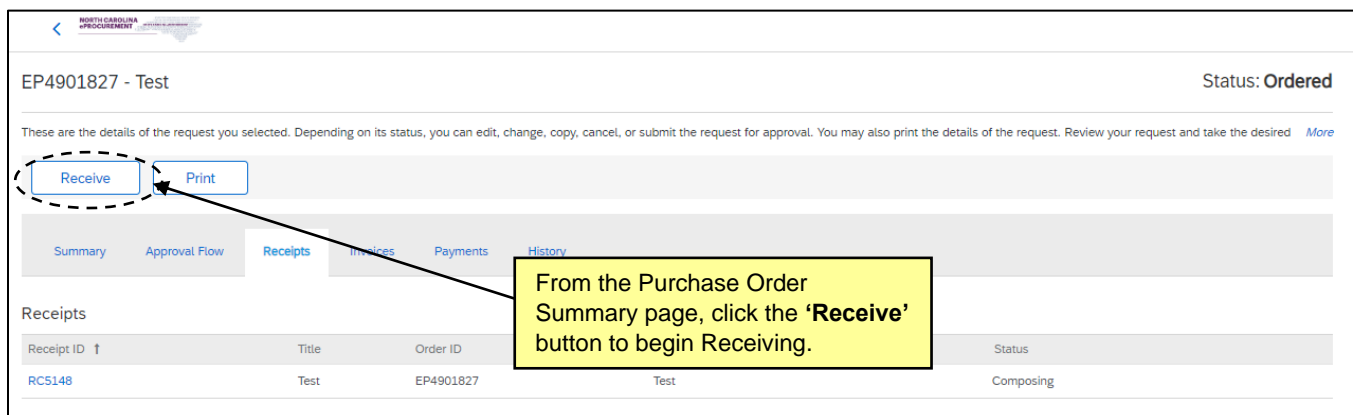 NORTH CAROLINA
ePROCUREMENT
EP4901827 - Test
Status: Ordered
These are the details of the request you selected. Depending on its status, you can edit, change, copy, cancel, or submit the request for approval. You may also print the details of the request. Review your request and take the desired More
Receive Print
Summary Approval Flow Receipts Invoices Payments History
From the Purchase Order
Summary page, click the ‘Receive’
button to begin Receiving.
Receipts
Receipt ID ↑ Title Order ID Status
RC5148 Test EP4901827 Test Composing